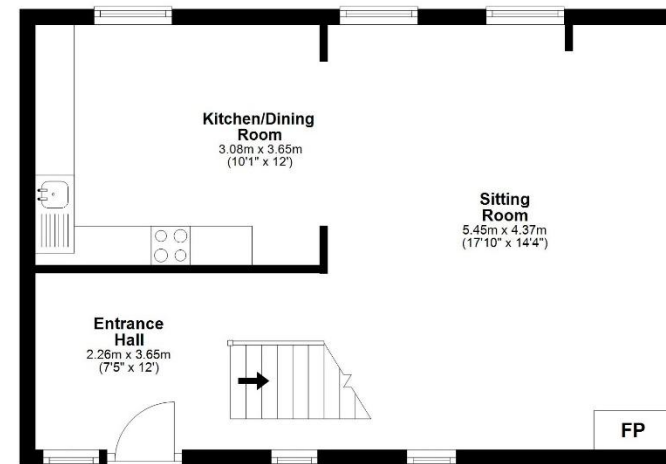 Kitchen/Dining
Room
3.08m x 3.65m
(10'1" x 12')
Sitting
Room
5.45m x 4.37m
(17'10" x 14'4")
Entrance
Hall
2.26m x 3.65m
(7'5" x 12')
FP